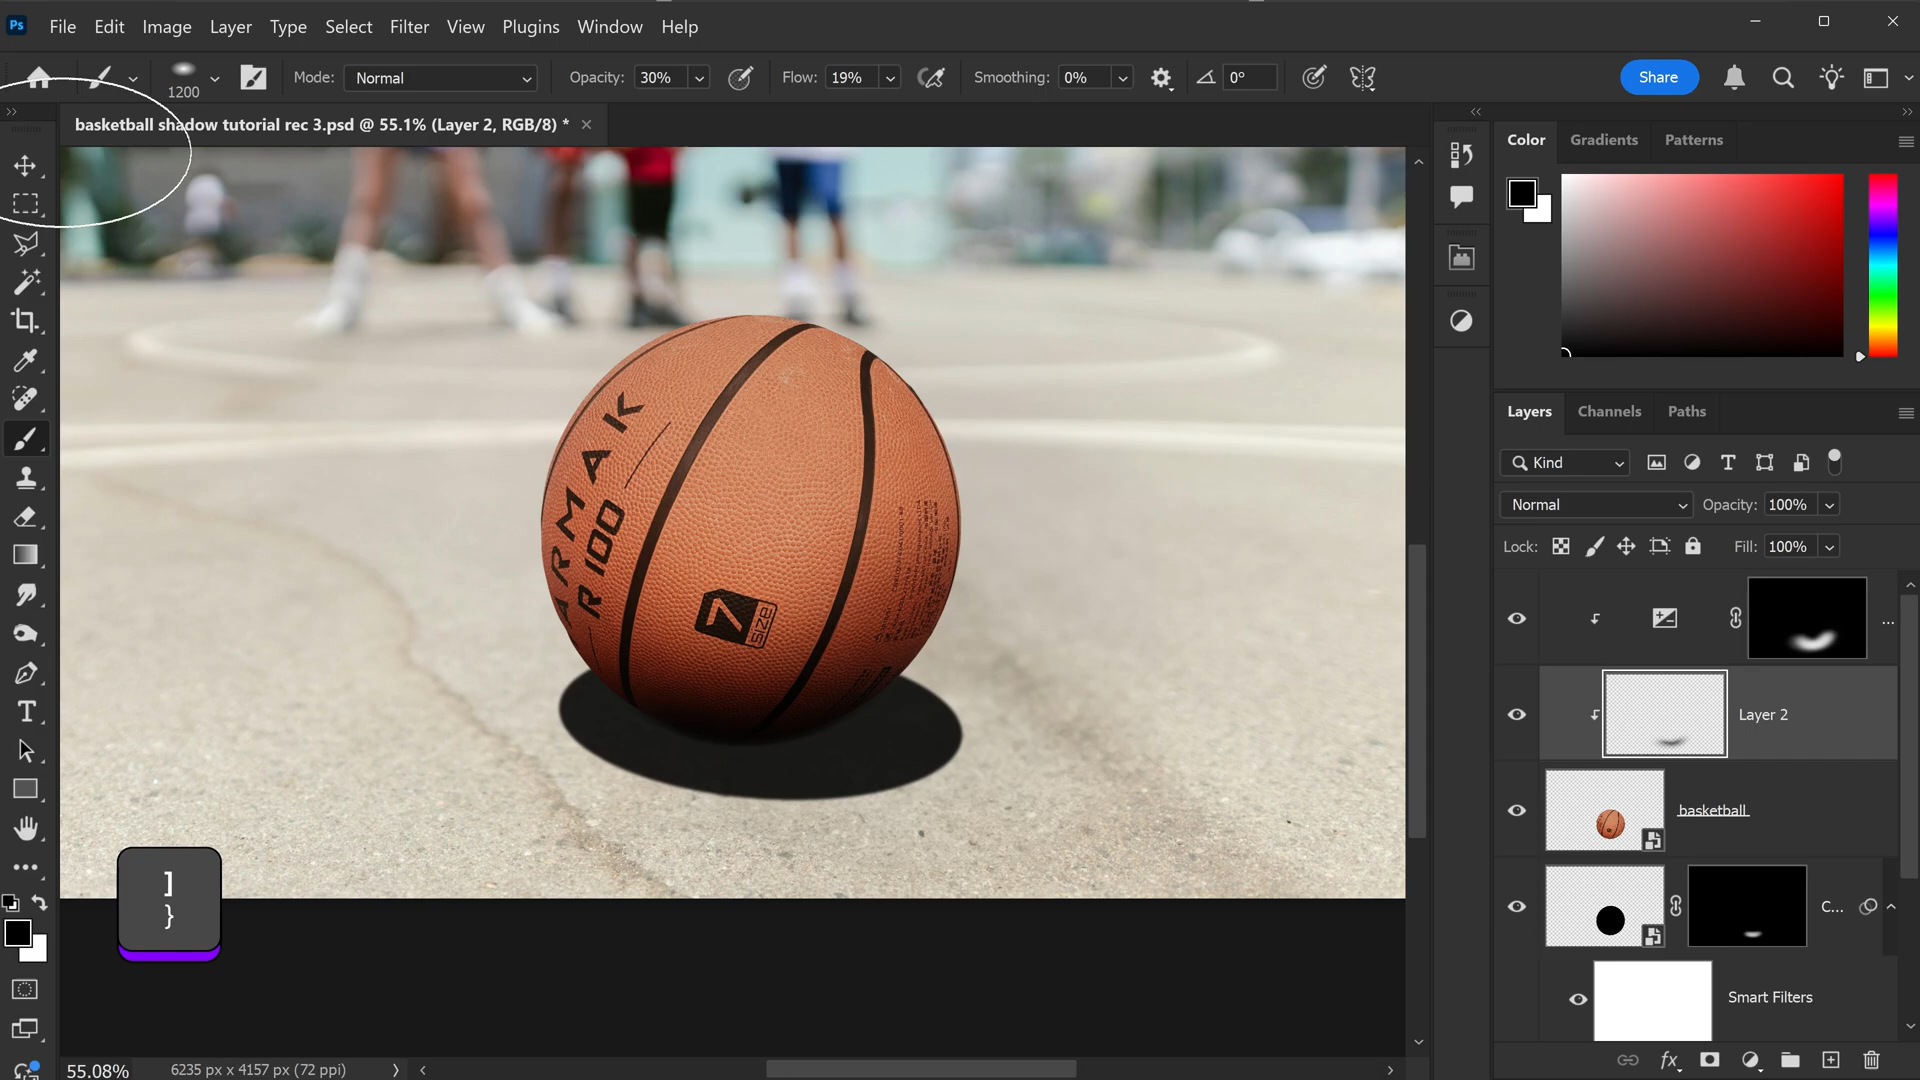 Ps
File Edit Image Layer Type Select Filter View Plugins Window Help
1200
Mode: Normal Opacity: 30% Flow: 19% Smoothing: 0% 0° Share
basketball shadow tutorial rec 3.psd @ 55.1% (Layer 2, RGB/8) * ×
Color Gradients Patterns
ARMAK
R100
7
size
Layers Channels Paths
Kind
Normal Opacity: 100%
Lock: Fill: 100%
...
Layer 2
basketball
C...
Smart Filters
fx
]
}
55.08% 6235 px x 4157 px (72 ppi)